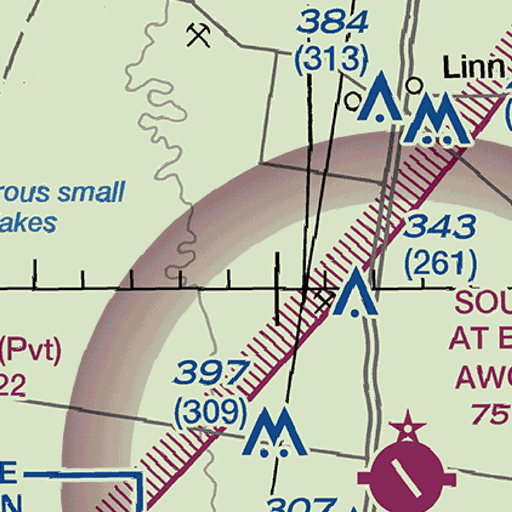 384
(313)
Linn
rous small
akes
343
(261)
SOU
(Pvt)
AT E
22
397
AWO
(309)
75
E
N
307